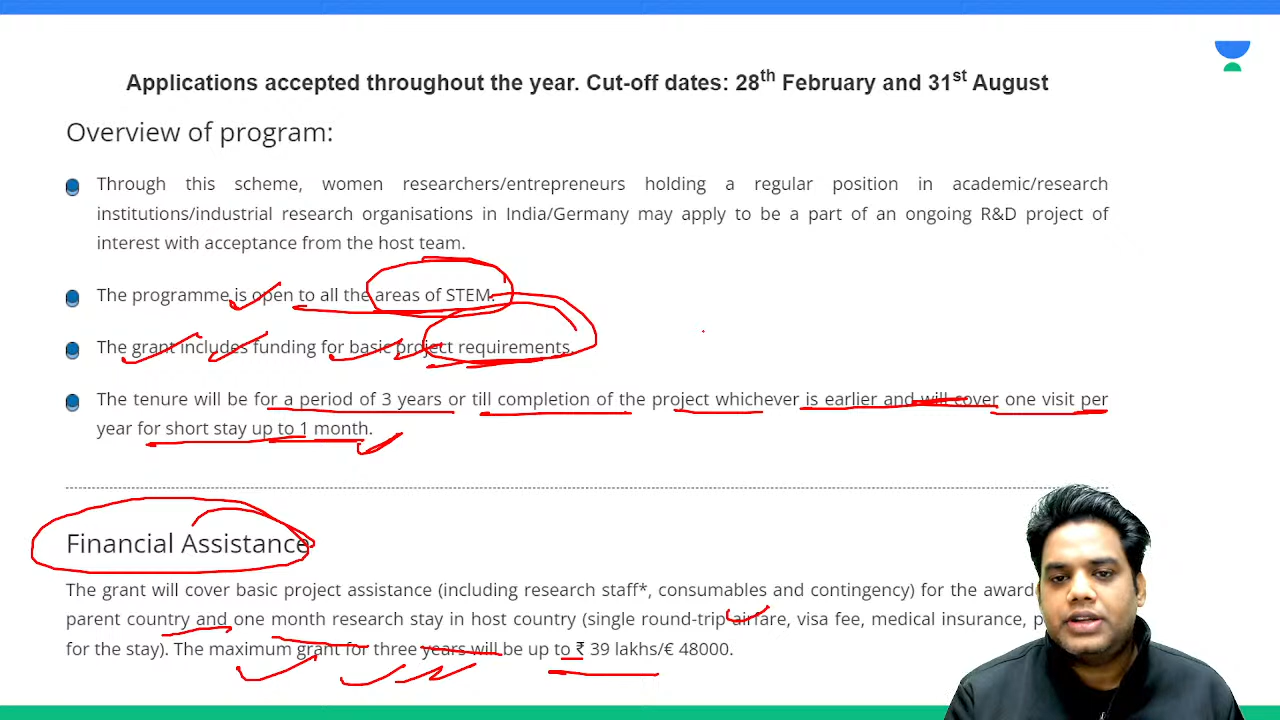 Applications accepted throughout the year. Cut-off dates: 28th February and 31st August
Overview of program:
Through this scheme, women researchers/entrepreneurs holding a regular position in academic/research
institutions/industrial research organisations in India/Germany may apply to be a part of an ongoing R&D project of
interest with acceptance from the host team.
The programme is open to all the areas of STEM.
The grant includes funding for basic project requirements.
The tenure will be for a period of 3 years or till completion of the project whichever is earlier and will cover one visit per
year for short stay up to 1 month.
Financial Assistance
The grant will cover basic project assistance (including research staff*, consumables and contingency) for the
parent country and one month research stay in host country (single round-trip airfare, visa fee, medical insurance,
for the stay). The maximum grant for three years will be up to ₹ 39 lakhs/€ 48000.